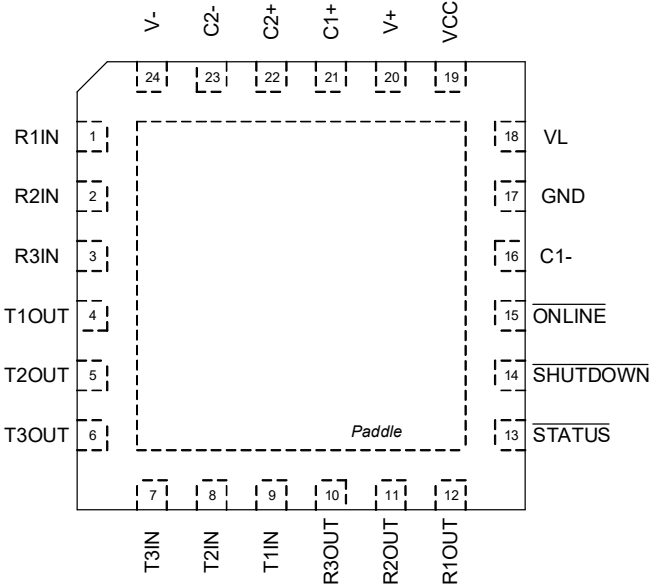 V-
C2-
C2+
C1+
V+
VCC
24
23
22
21
20
19
R1IN
1
18
VL
R2IN
2
17
GND
R3IN
3
16
C1-
T1OUT
4
15
ONLINE
T2OUT
5
14
SHUTDOWN
T3OUT
6
Paddle
13
STATUS
7
8
9
10
11
12
T3IN
T2IN
T1IN
R3OUT
R2OUT
R1OUT